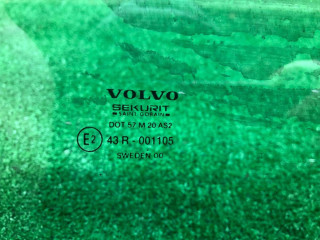 VOLVO
SEKURIT
SAINT-GOBAIN
DOT 57 M 20 AS2
E2 43 R - 001105
SWEDEN 00